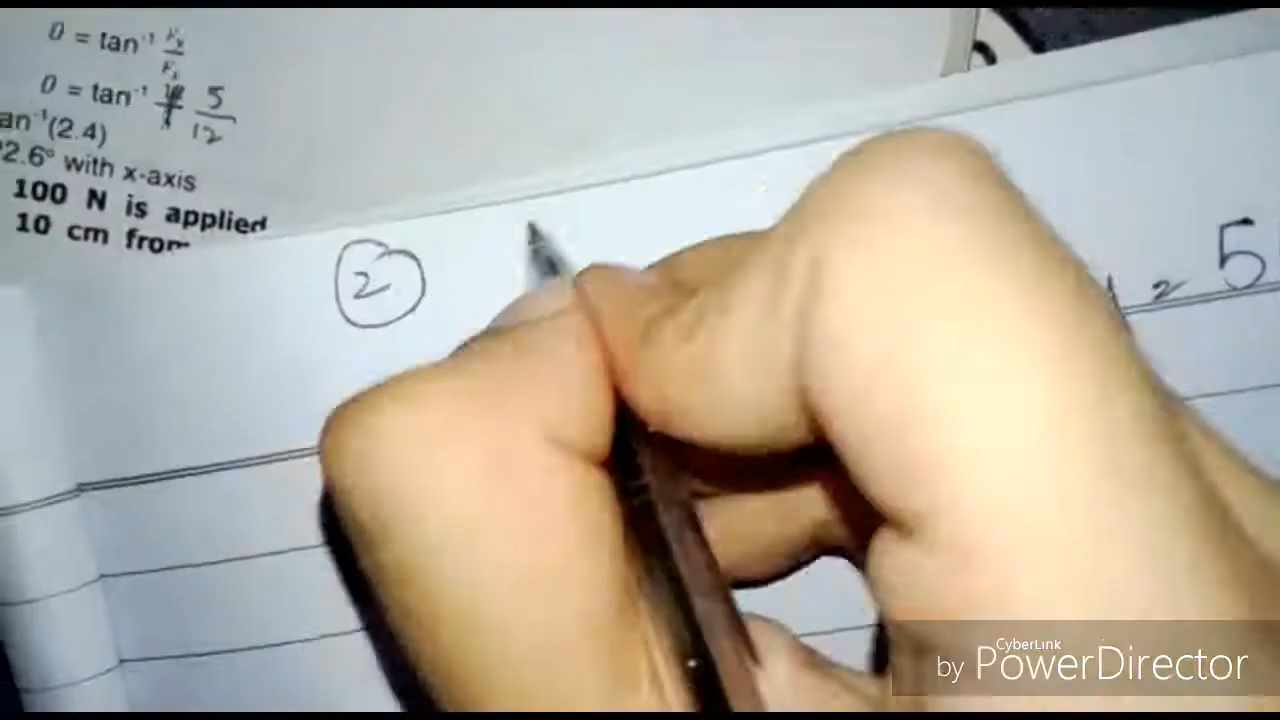 θ = tan⁻¹ Fy/Fx
θ = tan⁻¹ 5/12
an⁻¹(2.4)
2.6° with x-axis
100 N is applied
10 cm from
2
= 5
CyberLink
by PowerDirector